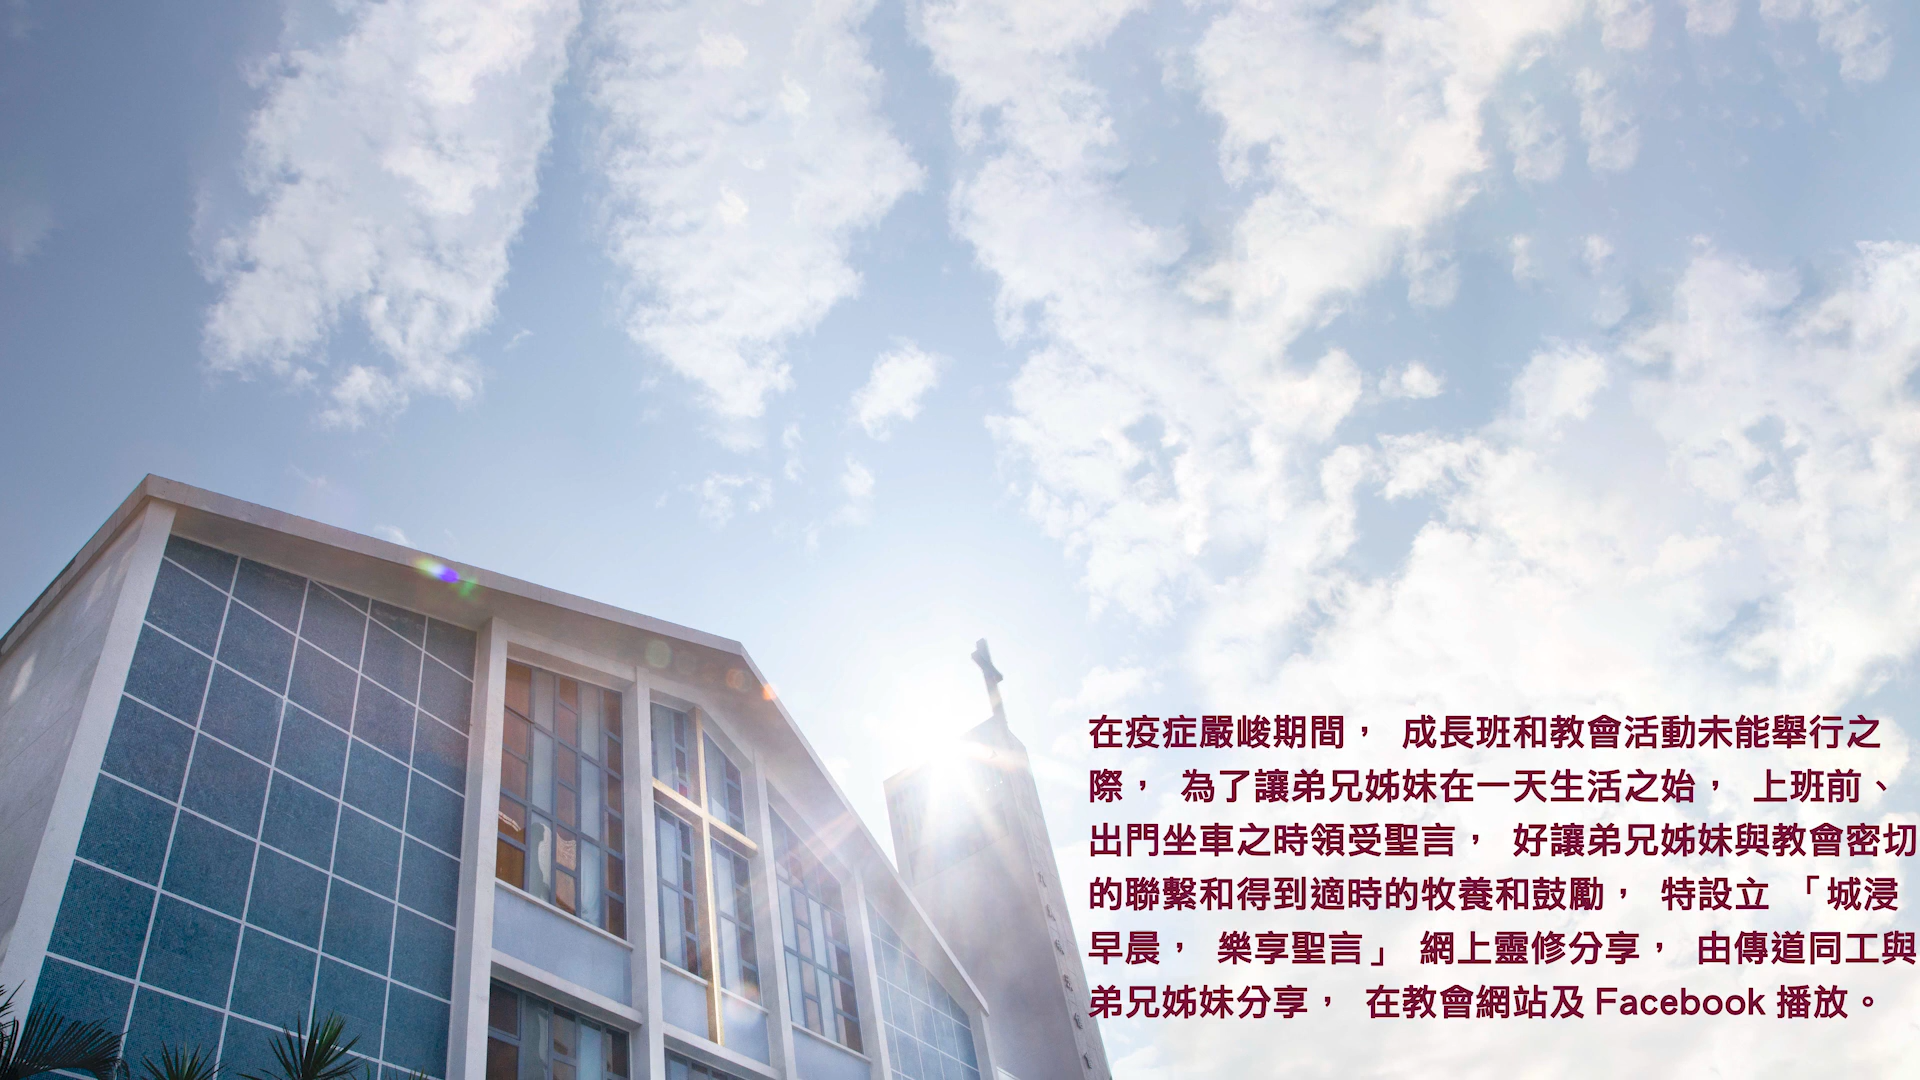 在疫症嚴峻期間， 成長班和教會活動未能舉行之
際， 為了讓弟兄姊妹在一天生活之始， 上班前、
出門坐車之時領受聖言， 好讓弟兄姊妹與教會密切
的聯繫和得到適時的牧養和鼓勵， 特設立 「城浸
早晨， 樂享聖言」 網上靈修分享， 由傳道同工與
弟兄姊妹分享， 在教會網站及 Facebook 播放。